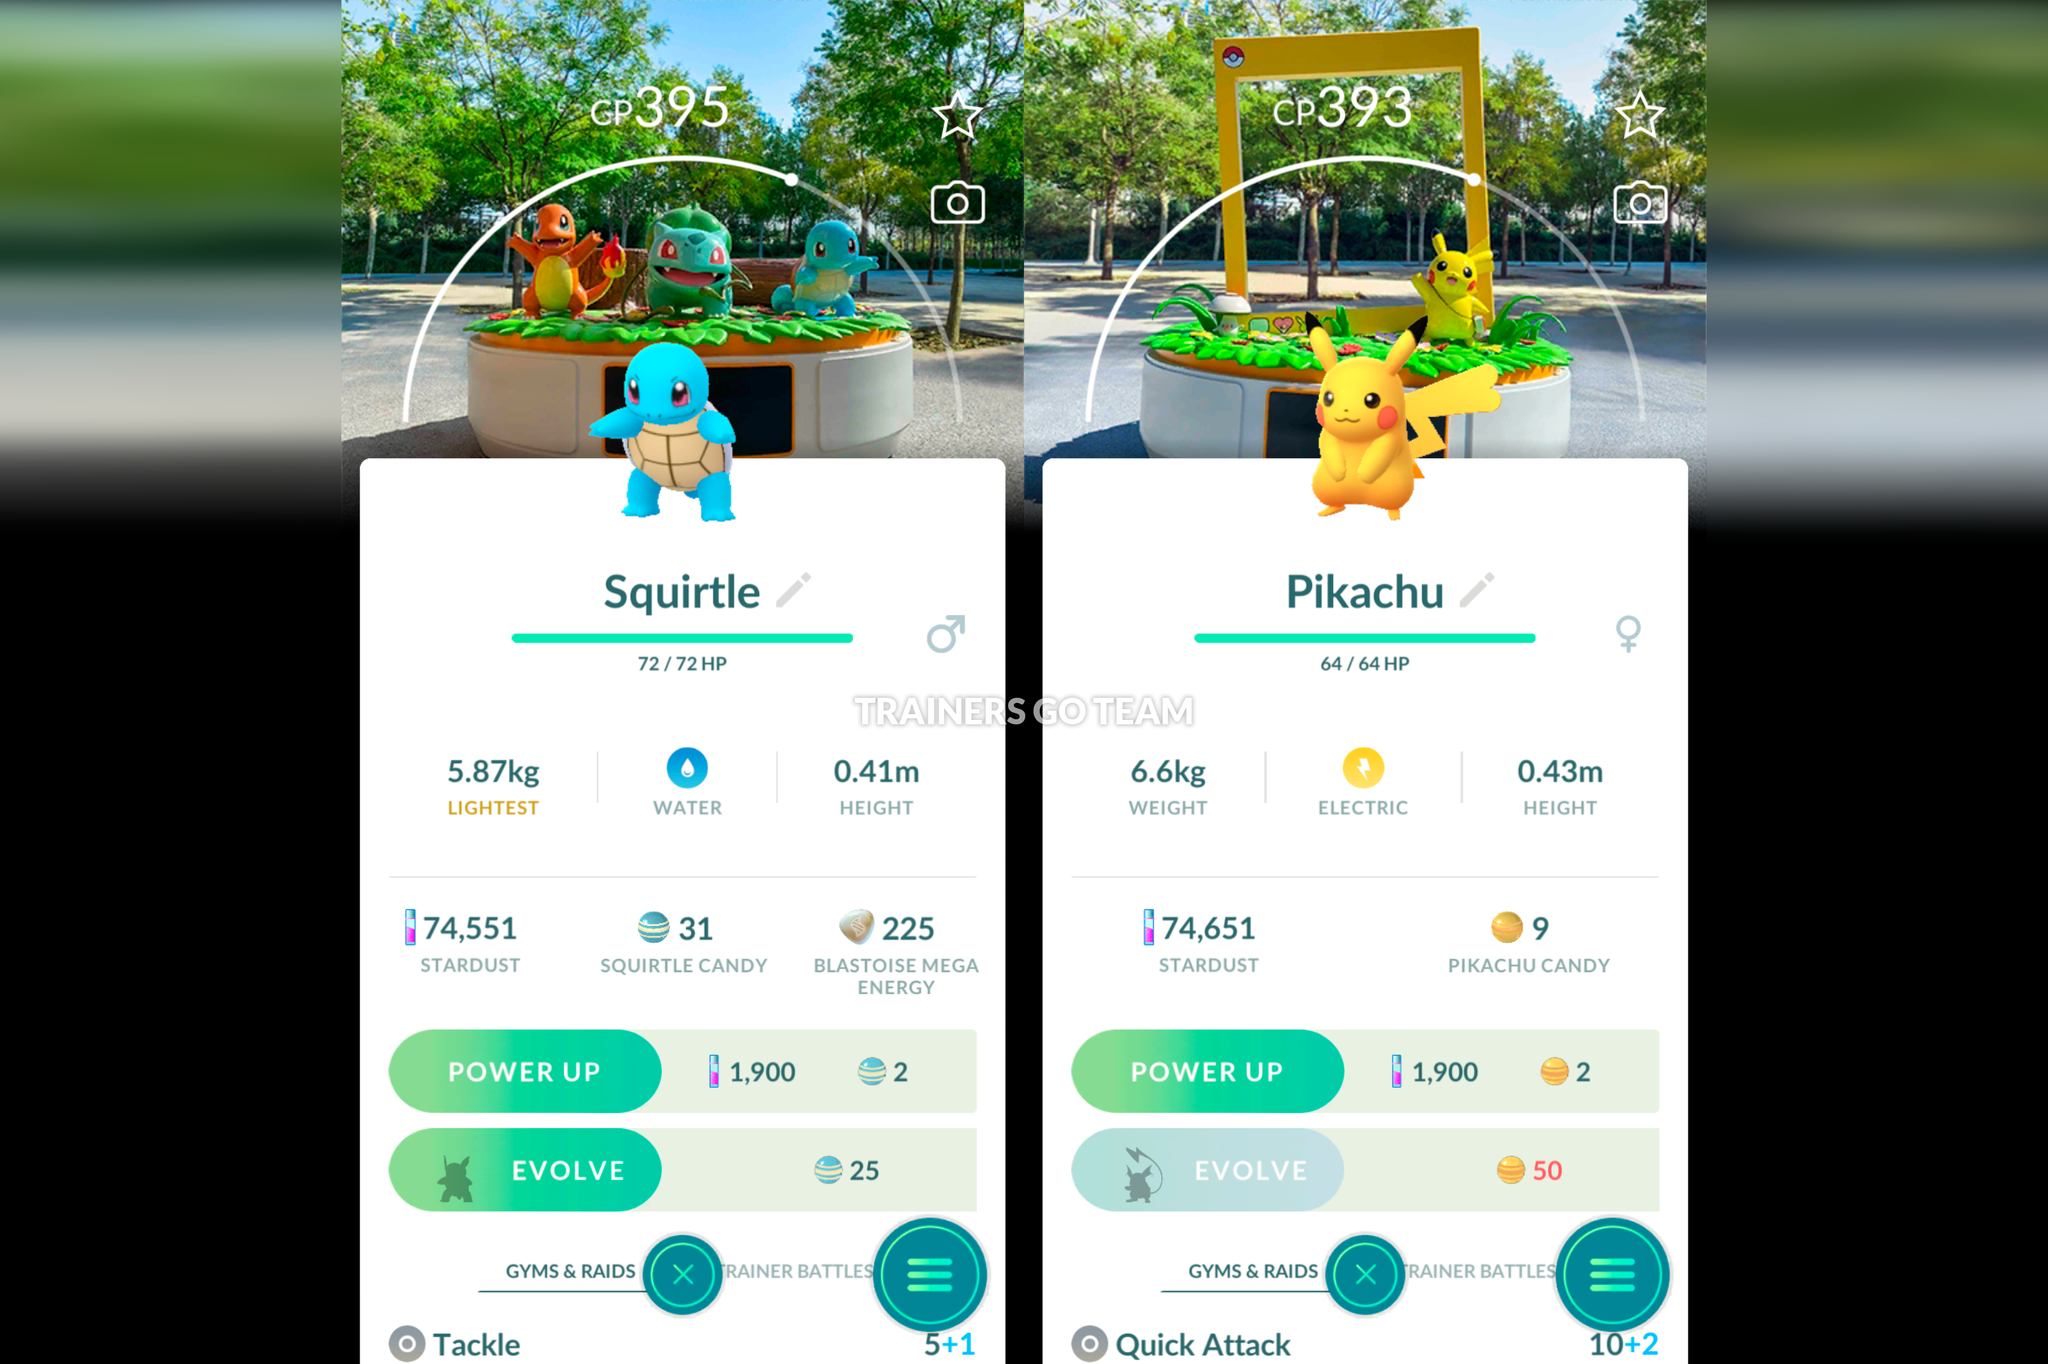 CP395
Squirtle
72 / 72 HP
5.87kg
LIGHTEST
WATER
0.41m
HEIGHT
74,551
STARDUST
31
SQUIRTLE CANDY
225
BLASTOISE MEGA
ENERGY
POWER UP
1,900
2
EVOLVE
25
GYMS & RAIDS
TRAINER BATTLES
Tackle
5+1
TRAINERS GO TEAM
CP393
Pikachu
64 / 64 HP
6.6kg
WEIGHT
ELECTRIC
0.43m
HEIGHT
74,651
STARDUST
9
PIKACHU CANDY
POWER UP
1,900
2
EVOLVE
50
GYMS & RAIDS
TRAINER BATTLES
Quick Attack
10+2